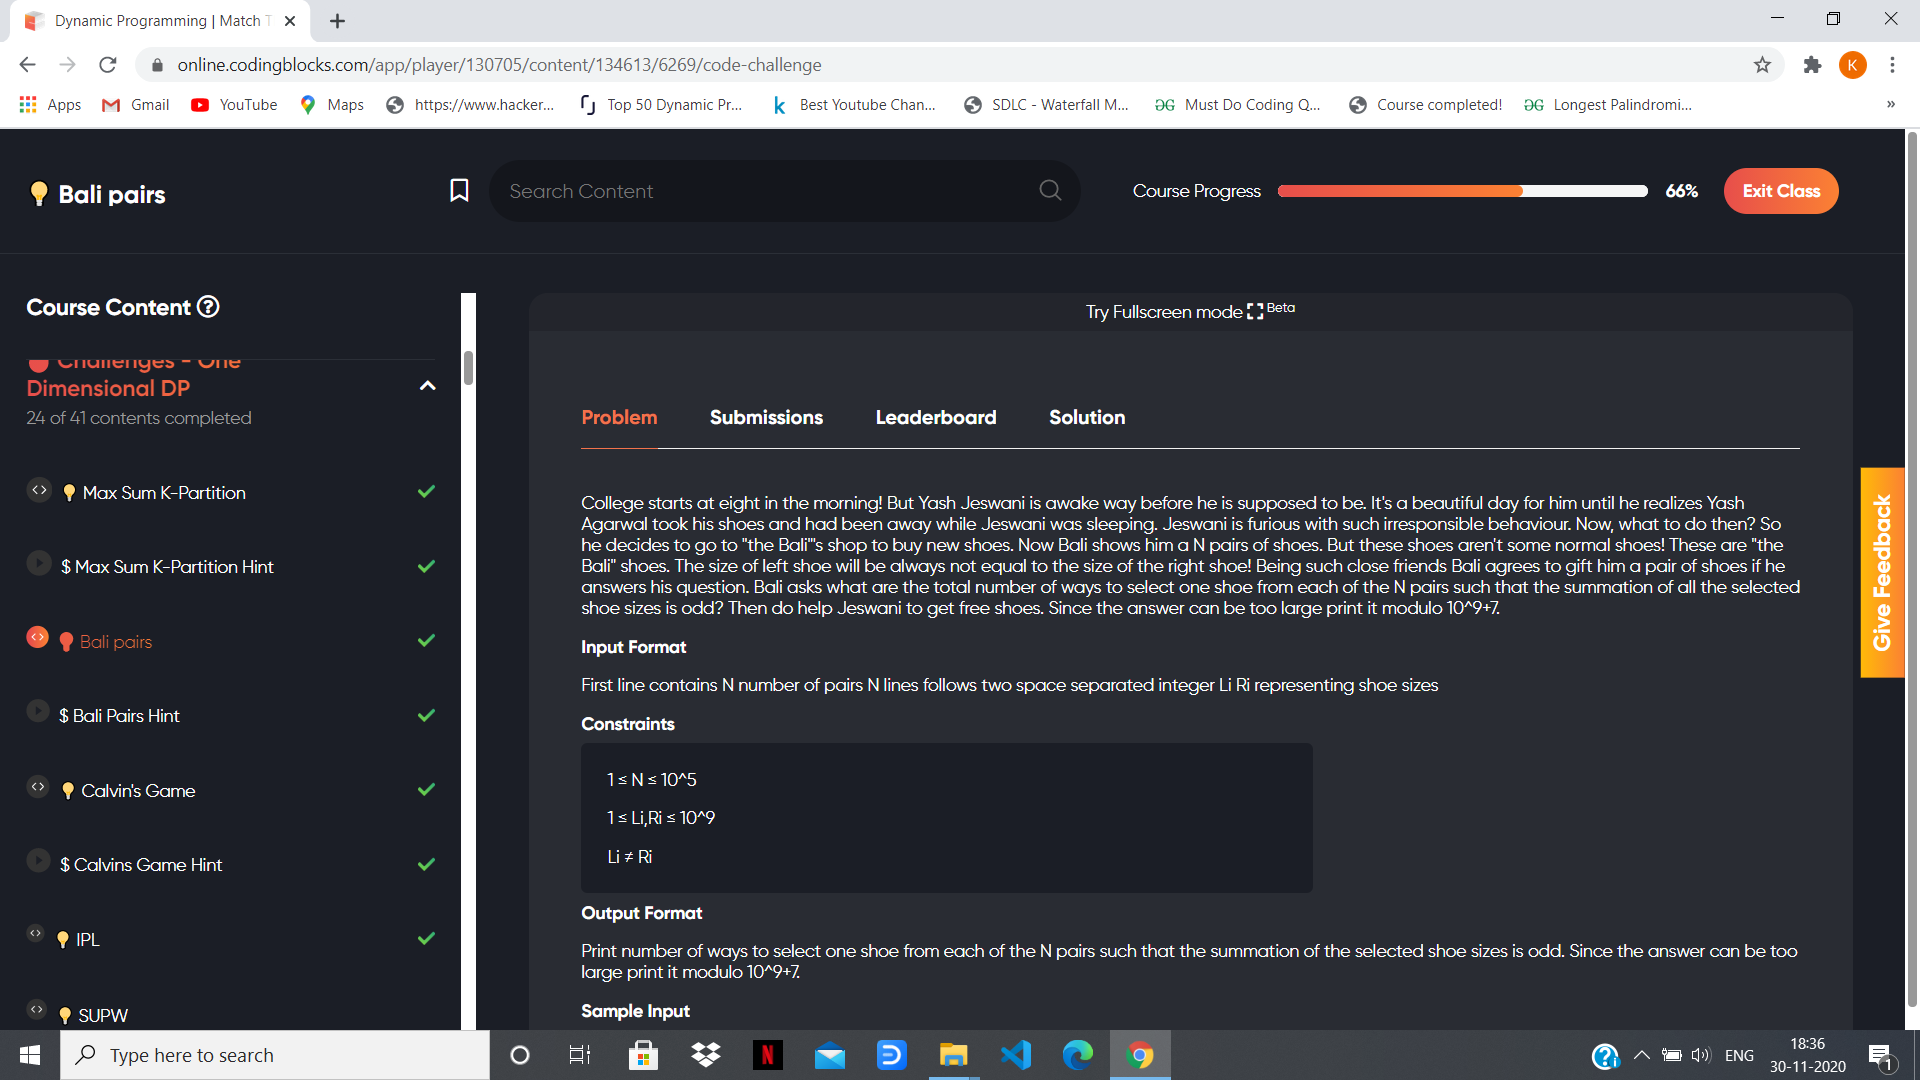 Dynamic Programming | Match T
online.codingblocks.com/app/player/130705/content/134613/6269/code-challenge
K
Apps
Gmail
YouTube
Maps
https://www.hacker...
Top 50 Dynamic Pr...
Best Youtube Chan...
SDLC - Waterfall M...
Must Do Coding Q...
Course completed!
Longest Palindromi...
»
Bali pairs
Search Content
Course Progress
66%
Exit Class
Course Content
Challenges - One
Dimensional DP
24 of 41 contents completed
Max Sum K-Partition
$ Max Sum K-Partition Hint
Bali pairs
$ Bali Pairs Hint
Calvin's Game
$ Calvins Game Hint
IPL
SUPW
Try Fullscreen mode Beta
Problem
Submissions
Leaderboard
Solution
College starts at eight in the morning! But Yash Jeswani is awake way before he is supposed to be. It's a beautiful day for him until he realizes Yash
Agarwal took his shoes and had been away while Jeswani was sleeping. Jeswani is furious with such irresponsible behaviour. Now, what to do then? So
he decides to go to "the Bali"'s shop to buy new shoes. Now Bali shows him a N pairs of shoes. But these shoes aren't some normal shoes! These are "the
Bali" shoes. The size of left shoe will be always not equal to the size of the right shoe! Being such close friends Bali agrees to gift him a pair of shoes if he
answers his question. Bali asks what are the total number of ways to select one shoe from each of the N pairs such that the summation of all the selected
shoe sizes is odd? Then do help Jeswani to get free shoes. Since the answer can be too large print it modulo 10^9+7.
Input Format
First line contains N number of pairs N lines follows two space separated integer Li Ri representing shoe sizes
Constraints
1 ≤ N ≤ 10^5
1 ≤ Li,Ri ≤ 10^9
Li ≠ Ri
Output Format
Print number of ways to select one shoe from each of the N pairs such that the summation of the selected shoe sizes is odd. Since the answer can be too
large print it modulo 10^9+7.
Sample Input
Give Feedback
Type here to search
ENG
18:36
30-11-2020
1